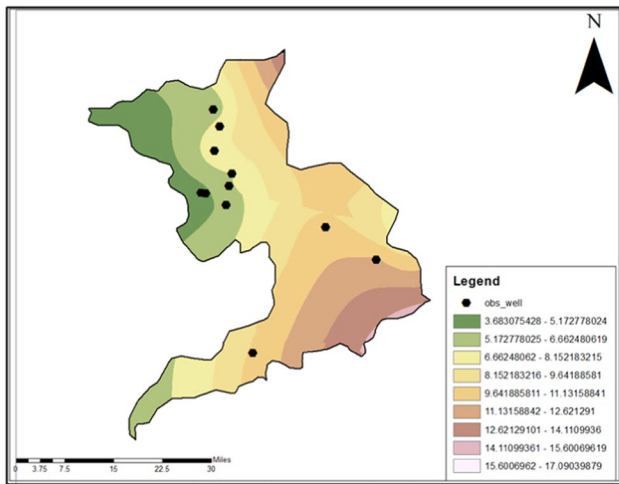 N
Legend
obs_well
3.683075428 - 5.172778024
5.172778025 - 6.662480619
6.66248062 - 8.152183215
8.152183216 - 9.64188581
9.641885811 - 11.13158841
11.13158842 - 12.621291
12.62129101 - 14.1109936
14.11099361 - 15.60069619
15.6006962 - 17.09039879
Miles
0 3.75 7.5 15 22.5 30